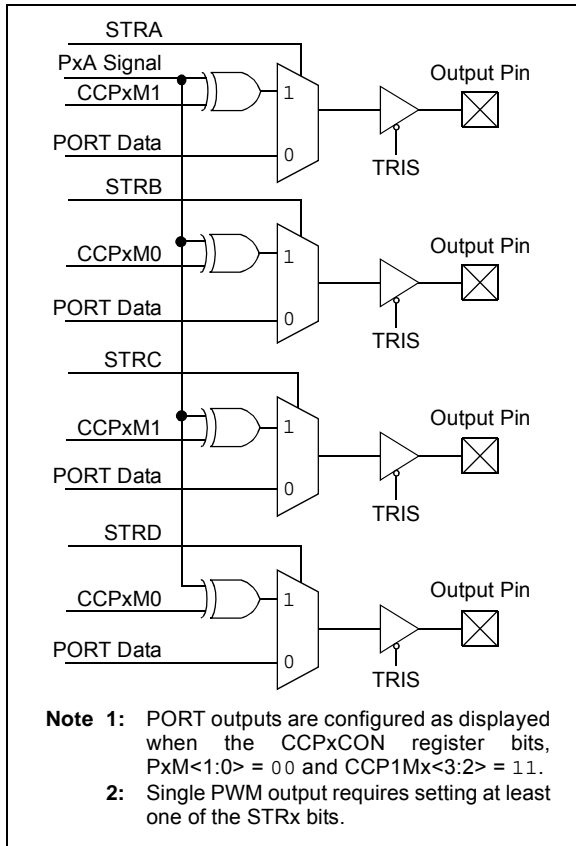 STRA
PxA Signal
Output Pin
CCPxM1
1
PORT Data
0
TRIS
STRB
Output Pin
CCPxM0
1
PORT Data
0
TRIS
STRC
Output Pin
CCPxM1
1
PORT Data
0
TRIS
STRD
Output Pin
CCPxM0
1
PORT Data
0
TRIS
Note 1: PORT outputs are configured as displayed
when the CCPxCON register bits,
PxM<1:0> = 00 and CCP1Mx<3:2> = 11.
2: Single PWM output requires setting at least
one of the STRx bits.